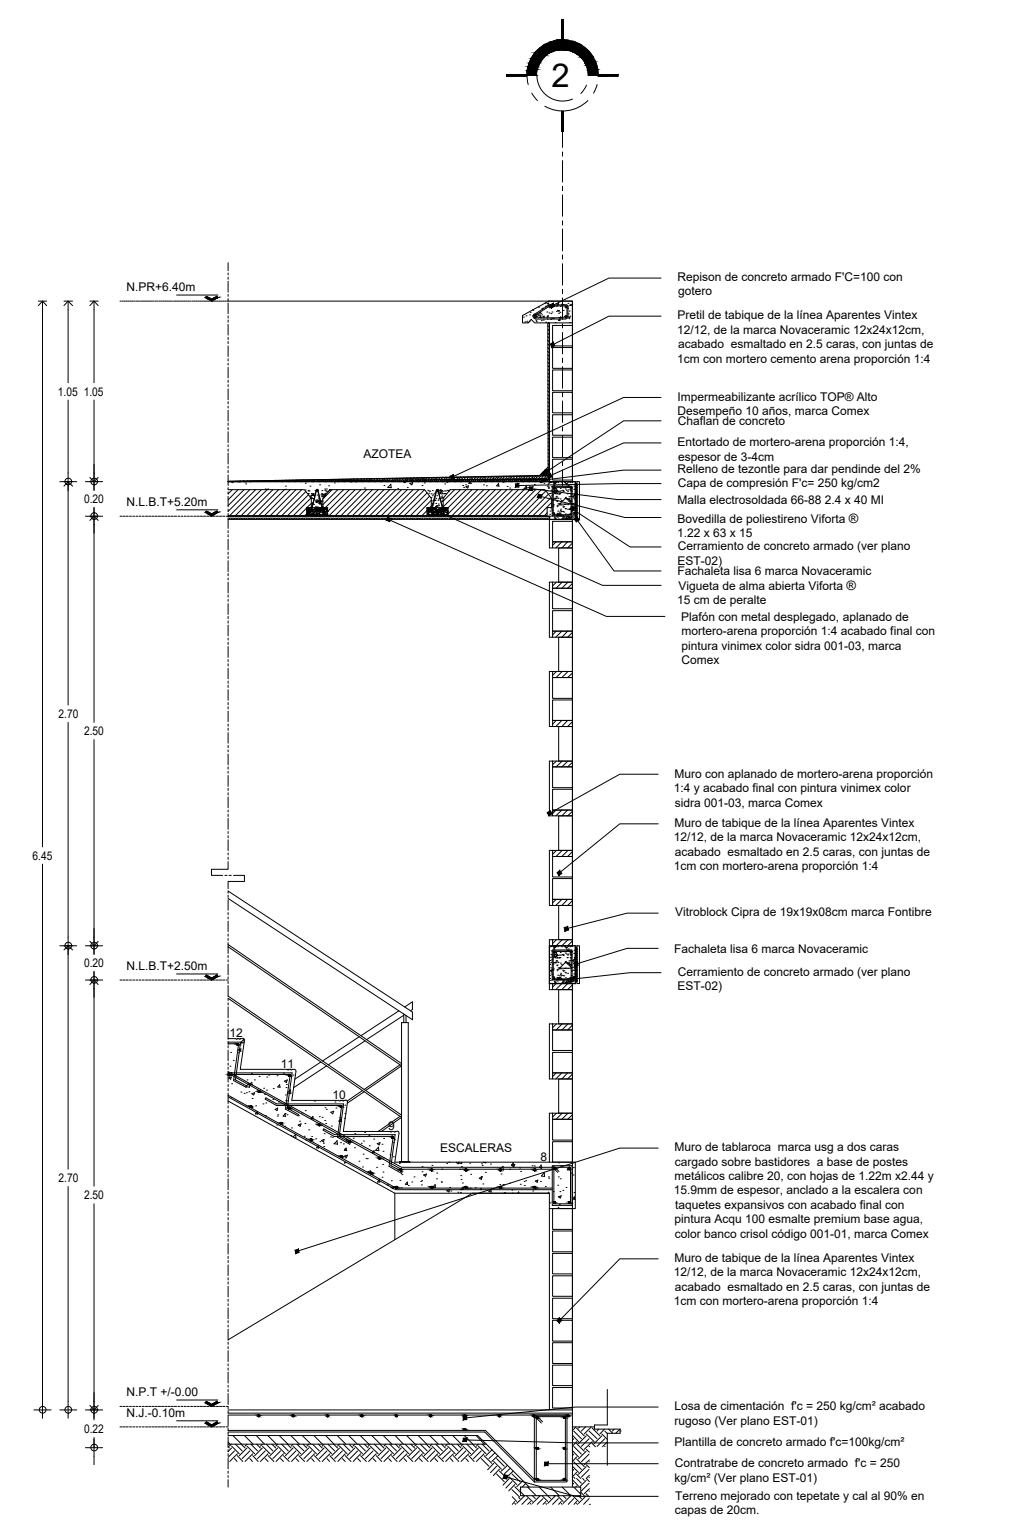 2
N.PR+6.40m
Repison de concreto armado F'C=100 con
gotero
Pretil de tabique de la línea Aparentes Vintex
12/12, de la marca Novaceramic 12x24x12cm,
acabado esmaltado en 2.5 caras, con juntas de
1cm con mortero cemento arena proporción 1:4
1.05
1.05
Impermeabilizante acrílico TOP® Alto
Desempeño 10 años, marca Comex
Chaflan de concreto
Entortado de mortero-arena proporción 1:4,
espesor de 3-4cm
AZOTEA
Relleno de tezontle para dar pendinde del 2%
Capa de compresión F'c= 250 kg/cm2
Malla electrosoldada 66-88 2.4 x 40 Ml
0.20
N.L.B.T+5.20m
Bovedilla de poliestireno Viforta ®
1.22 x 63 x 15
Cerramiento de concreto armado (ver plano
EST-02)
Fachaleta lisa 6 marca Novaceramic
Vigueta de alma abierta Viforta ®
15 cm de peralte
Plafón con metal desplegado, aplanado de
mortero-arena proporción 1:4 acabado final con
pintura vinimex color sidra 001-03, marca
Comex
2.70
2.50
Muro con aplanado de mortero-arena proporción
1:4 y acabado final con pintura vinimex color
sidra 001-03, marca Comex
Muro de tabique de la línea Aparentes Vintex
12/12, de la marca Novaceramic 12x24x12cm,
acabado esmaltado en 2.5 caras, con juntas de
1cm con mortero-arena proporción 1:4
6.45
Vitroblock Cipra de 19x19x08cm marca Fontibre
Fachaleta lisa 6 marca Novaceramic
0.20
N.L.B.T+2.50m
Cerramiento de concreto armado (ver plano
EST-02)
12
11
10
9
8
ESCALERAS
Muro de tablaroca marca usg a dos caras
cargado sobre bastidores a base de postes
metálicos calibre 20, con hojas de 1.22m x2.44 y
15.9mm de espesor, anclado a la escalera con
taquetes expansivos con acabado final con
pintura Acqu 100 esmalte premium base agua,
color banco crisol código 001-01, marca Comex
2.70
2.50
Muro de tabique de la línea Aparentes Vintex
12/12, de la marca Novaceramic 12x24x12cm,
acabado esmaltado en 2.5 caras, con juntas de
1cm con mortero-arena proporción 1:4
N.P.T +/-0.00
N.J.-0.10m
0.22
Losa de cimentación f'c = 250 kg/cm² acabado
rugoso (Ver plano EST-01)
Plantilla de concreto armado f'c=100kg/cm²
Contratrabe de concreto armado f'c = 250
kg/cm² (Ver plano EST-01)
Terreno mejorado con tepetate y cal al 90% en
capas de 20cm.